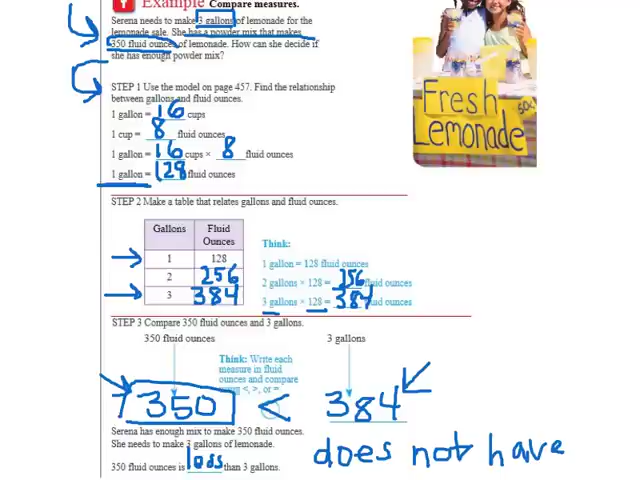 Example Compare measures.
Serena needs to make 3 gallons of lemonade for the
lemonade sale. She has a powder mix that makes
350 fluid ounces of lemonade. How can she decide if
she has enough powder mix?
Fresh
Lemonade
50¢
STEP 1 Use the model on page 457. Find the relationship
between gallons and fluid ounces.
1 gallon = 16 cups
1 cup = 8 fluid ounces
1 gallon = 16 cups × 8 fluid ounces
1 gallon = 128 fluid ounces
STEP 2 Make a table that relates gallons and fluid ounces.
Gallons Fluid
Ounces
1 128
2 256
3 384
Think:
1 gallon = 128 fluid ounces
2 gallons × 128 = 256 fluid ounces
3 gallons × 128 = 384 fluid ounces
STEP 3 Compare 350 fluid ounces and 3 gallons.
350 fluid ounces 3 gallons
Think: Write each
measure in fluid
ounces and compare
using <, >, or =
350 < 384
Serena has enough mix to make 350 fluid ounces.
She needs to make 3 gallons of lemonade.
350 fluid ounces is less than 3 gallons.
does not have